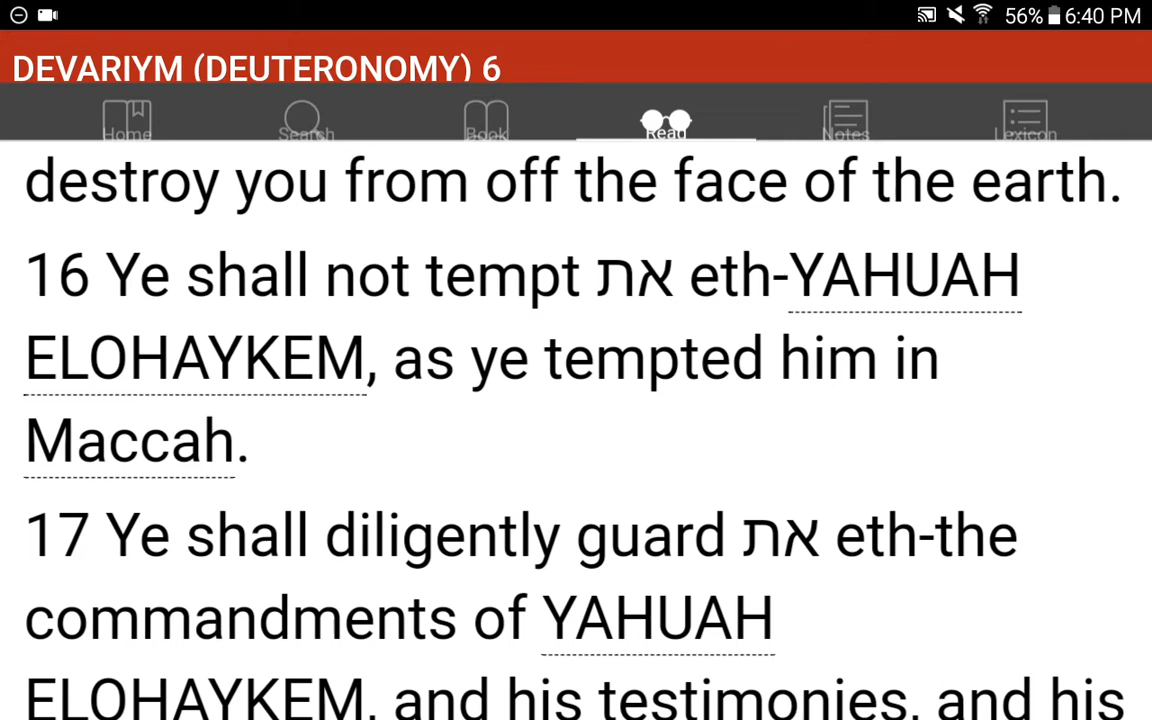 56% 6:40 PM
DEVARIYM (DEUTERONOMY) 6
Home Search Book Read Notes Lexicon
destroy you from off the face of the earth.
16 Ye shall not tempt את eth-YAHUAH
ELOHAYKEM, as ye tempted him in
Maccah.
17 Ye shall diligently guard את eth-the
commandments of YAHUAH
ELOHAYKEM, and his testimonies, and his